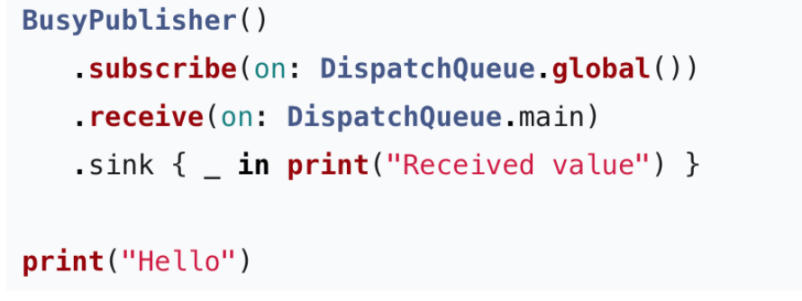 BusyPublisher()
    .subscribe(on: DispatchQueue.global())
    .receive(on: DispatchQueue.main)
    .sink { _ in print("Received value") }
print("Hello")